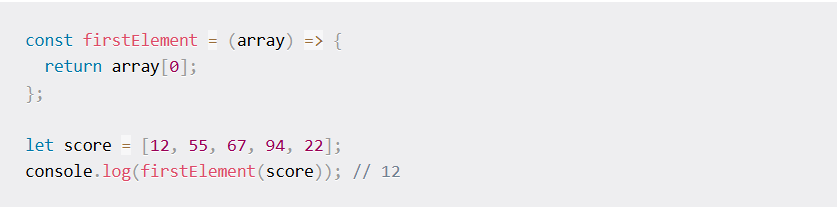 const firstElement = (array) => {
  return array[0];
};

let score = [12, 55, 67, 94, 22];
console.log(firstElement(score)); // 12